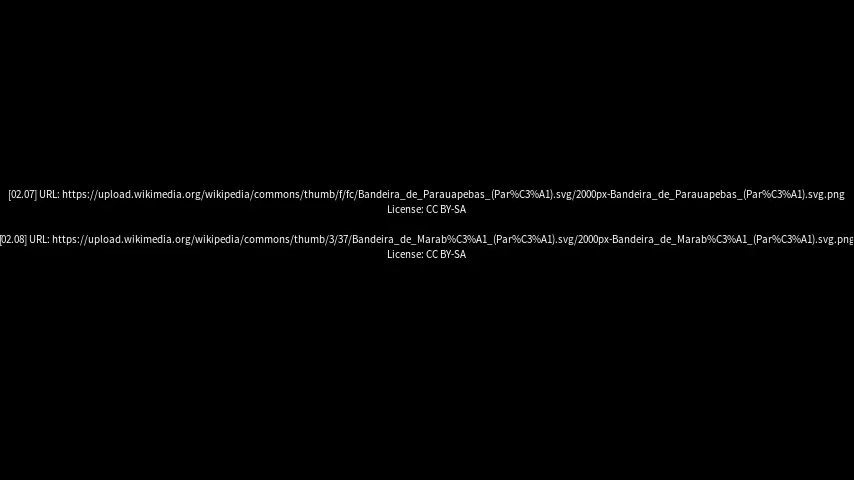 [02.07] URL: https://upload.wikimedia.org/wikipedia/commons/thumb/f/fc/Bandeira_de_Parauapebas_(Par%C3%A1).svg/2000px-Bandeira_de_Parauapebas_(Par%C3%A1).svg.png
License: CC BY-SA
[02.08] URL: https://upload.wikimedia.org/wikipedia/commons/thumb/3/37/Bandeira_de_Marab%C3%A1_(Par%C3%A1).svg/2000px-Bandeira_de_Marab%C3%A1_(Par%C3%A1).svg.png
License: CC BY-SA